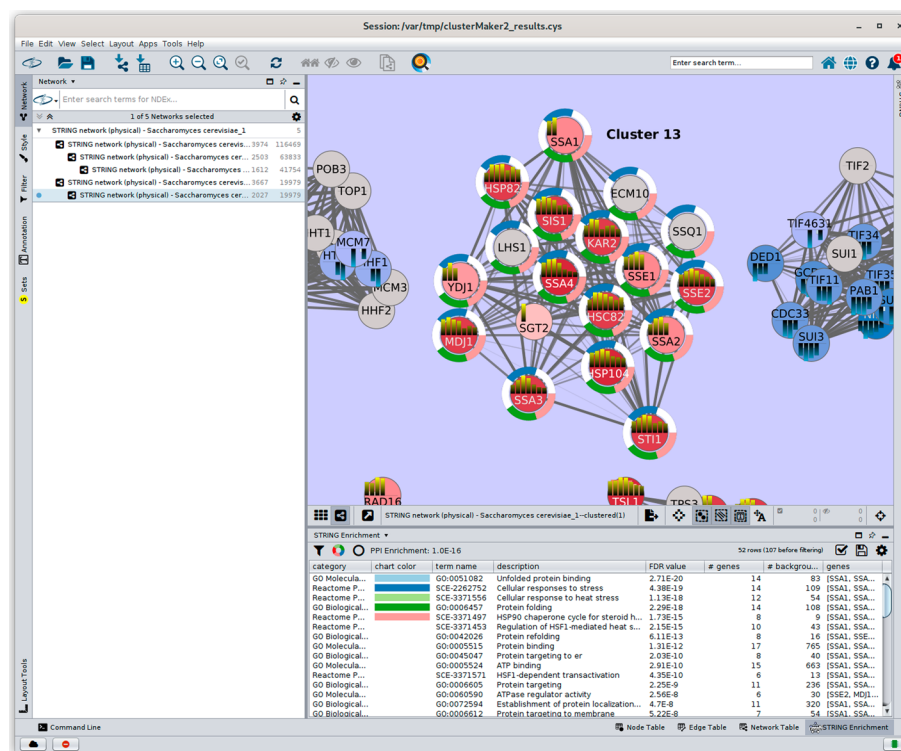 Session: /var/tmp/clusterMaker2_results.cys
File Edit View Select Layout Apps Tools Help
Enter search term...
Network
Style
Filter
Annotation
Sets
Layout Tools
Network ▾
Enter search terms for NDEx...
1 of 5 Networks selected
STRING network (physical) - Saccharomyces cerevisiae_1 5
STRING network (physical) - Saccharomyces cerevis... 3974 116469
STRING network (physical) - Saccharomyces cer... 2503 63833
STRING network (physical) - Saccharomyces ... 1612 41754
STRING network (physical) - Saccharomyces cerevis... 3667 19979
STRING network (physical) - Saccharomyces cer... 2027 19979
Cluster 13
SSA1
HSP82
ECM10
SIS1
KAR2
SSQ1
LHS1
SSE1
YDJ1
SSA4
SSE2
HSC82
SGT2
MDJ1
SSA2
HSP104
SSA3
STI1
POB3
TOP1
HT1
MCM7
HHF1
MCM3
HHF2
TIF2
TIF4631
TIF34
SUI1
DED1
TIF11
TIF35
PAB1
CDC33
SUI3
RAD16
TSL1
TPS3
STRING network (physical) - Saccharomyces cerevisiae_1--clustered(1)
STRING Enrichment ▾
PPI Enrichment: 1.0E-16
52 rows (107 before filtering)
category chart color term name description FDR value # genes # backgrou... genes
GO Molecula... GO:0051082 Unfolded protein binding 2.71E-20 14 83 [SSA1, SSA...
Reactome P... SCE-2262752 Cellular responses to stress 4.38E-19 14 109 [SSA1, SSA...
Reactome P... SCE-3371556 Cellular response to heat stress 1.13E-18 12 54 [SSA1, SSA...
GO Biological... GO:0006457 Protein folding 2.29E-18 14 108 [SSA1, SSA...
Reactome P... SCE-3371497 HSP90 chaperone cycle for steroid h... 1.73E-15 8 9 [SSA1, SSA...
Reactome P... SCE-3371453 Regulation of HSF1-mediated heat s... 2.15E-15 10 43 [SSA1, SSA...
GO Biological... GO:0042026 Protein refolding 6.11E-13 8 16 [SSA1, SSE...
GO Molecula... GO:0005515 Protein binding 1.31E-12 17 765 [SSA1, SSA...
GO Biological... GO:0045047 Protein targeting to er 2.03E-10 8 40 [SSA1, SSA...
GO Molecula... GO:0005524 ATP binding 2.91E-10 15 663 [SSA1, SSA...
Reactome P... SCE-3371571 HSF1-dependent transactivation 4.35E-10 6 13 [SSA1, SSA...
GO Biological... GO:0006605 Protein targeting 2.25E-9 11 236 [SSA1, SSA...
GO Molecula... GO:0060590 ATPase regulator activity 2.56E-8 6 30 [SSE2, MDJ1...
GO Biological... GO:0072594 Establishment of protein localization... 4.7E-8 11 320 [SSA1, SSA...
GO Biological... GO:0006612 Protein targeting to membrane 5.22E-8 7 54 [SSA1, SSA...
Command Line
Node Table Edge Table Network Table STRING Enrichment